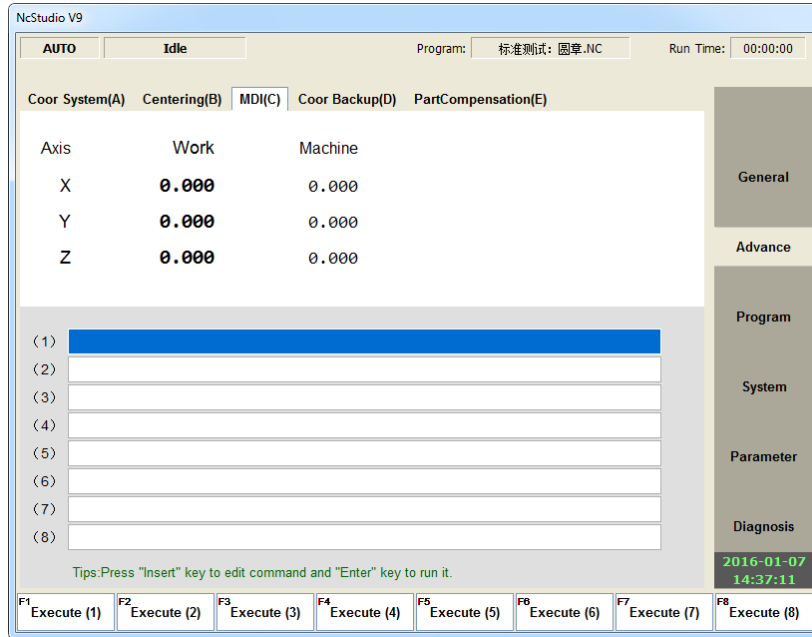 NcStudio V9
AUTO Idle Program: 标准测试：圆章.NC Run Time: 00:00:00
Coor System(A) Centering(B) MDI(C) Coor Backup(D) PartCompensation(E)
Axis Work Machine
X 0.000 0.000
Y 0.000 0.000
Z 0.000 0.000
(1)
(2)
(3)
(4)
(5)
(6)
(7)
(8)
Tips:Press "Insert" key to edit command and "Enter" key to run it.
General
Advance
Program
System
Parameter
Diagnosis
2016-01-07
14:37:11
F1 Execute (1) F2 Execute (2) F3 Execute (3) F4 Execute (4) F5 Execute (5) F6 Execute (6) F7 Execute (7) F8 Execute (8)